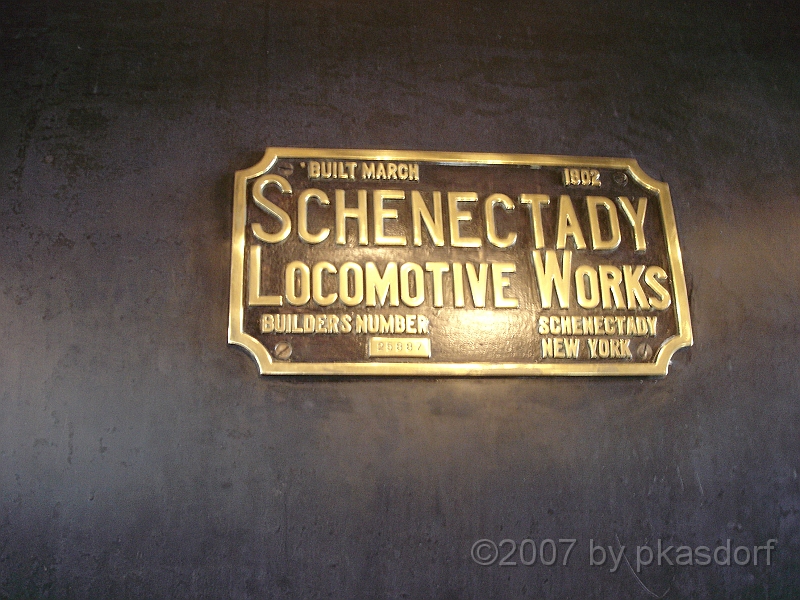 BUILT MARCH 1902
SCHENECTADY
LOCOMOTIVE WORKS
BUILDERS NUMBER
SCHENECTADY
NEW YORK
©2007 by pkasdorf